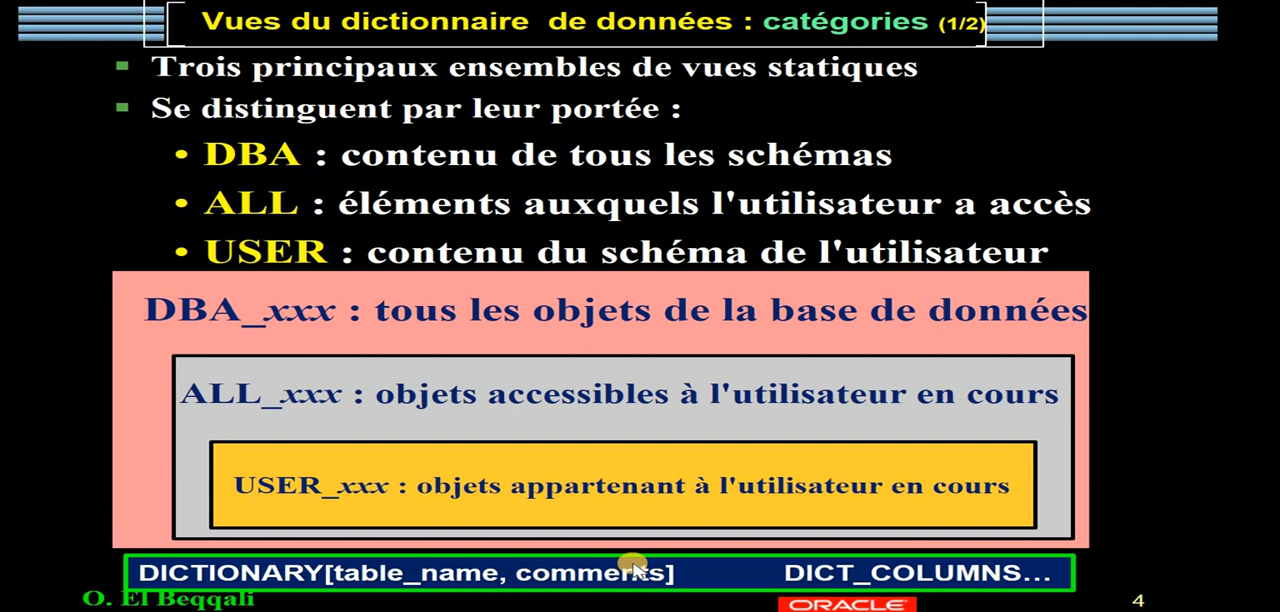 Vues du dictionnaire de données : catégories (1/2)
Trois principaux ensembles de vues statiques
Se distinguent par leur portée :
• DBA : contenu de tous les schémas
• ALL : éléments auxquels l'utilisateur a accès
• USER : contenu du schéma de l'utilisateur
DBA_xxx : tous les objets de la base de données
ALL_xxx : objets accessibles à l'utilisateur en cours
USER_xxx : objets appartenant à l'utilisateur en cours
DICTIONARY[table_name, comments] DICT_COLUMNS...
O. El Beqqali
ORACLE
4